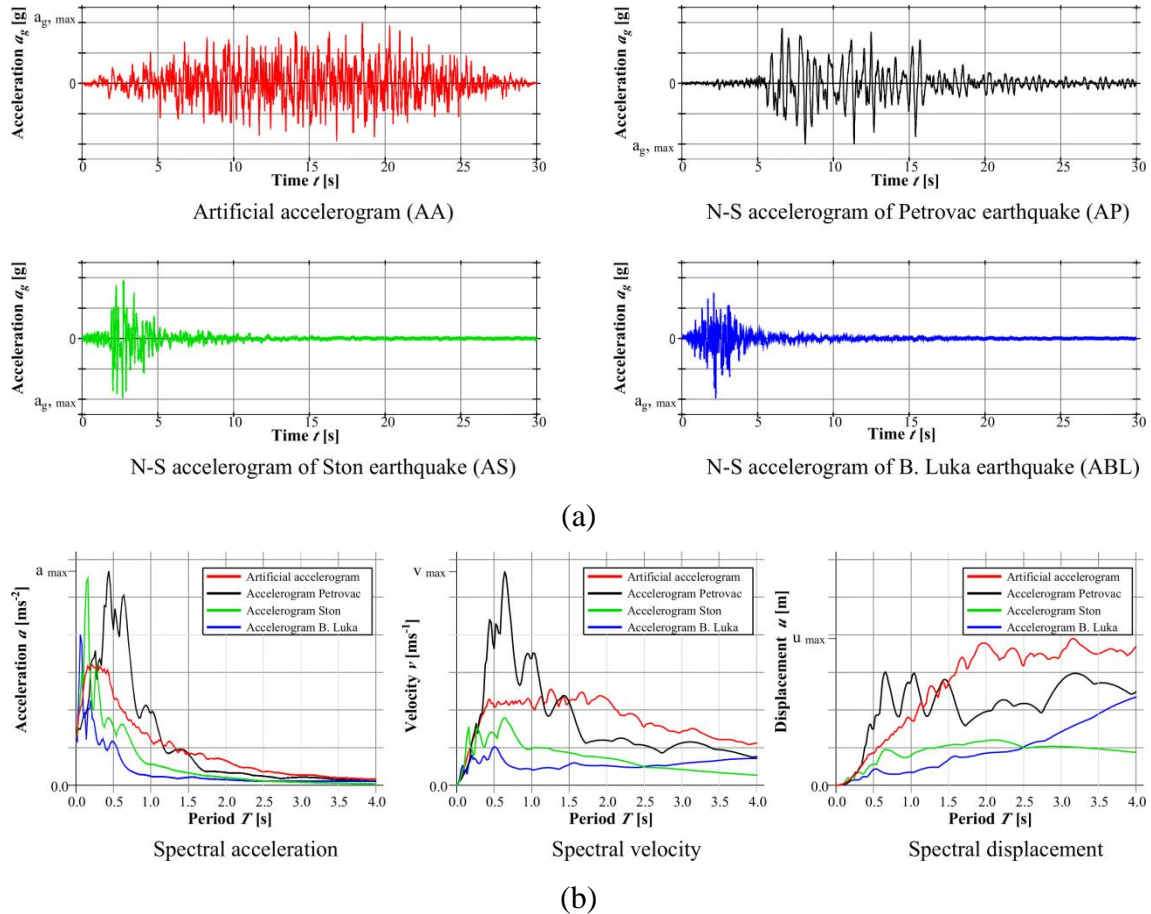 a_g, max
Acceleration a_g [g]
0
0 5 10 15 20 25 30
Time t [s]
Artificial accelerogram (AA)
Acceleration a_g [g]
0
a_g, max
0 5 10 15 20 25 30
Time t [s]
N-S accelerogram of Petrovac earthquake (AP)
Acceleration a_g [g]
0
a_g, max
0 5 10 15 20 25 30
Time t [s]
N-S accelerogram of Ston earthquake (AS)
Acceleration a_g [g]
0
a_g, max
0 5 10 15 20 25 30
Time t [s]
N-S accelerogram of B. Luka earthquake (ABL)
(a)
a max
Acceleration a [ms⁻²]
Artificial accelerogram
Accelerogram Petrovac
Accelerogram Ston
Accelerogram B. Luka
0.0
0.0 0.5 1.0 1.5 2.0 2.5 3.0 3.5 4.0
Period T [s]
Spectral acceleration
v max
Velocity v [ms⁻¹]
Artificial accelerogram
Accelerogram Petrovac
Accelerogram Ston
Accelerogram B. Luka
0.0
0.0 0.5 1.0 1.5 2.0 2.5 3.0 3.5 4.0
Period T [s]
Spectral velocity
u max
Displacement u [m]
Artificial accelerogram
Accelerogram Petrovac
Accelerogram Ston
Accelerogram B. Luka
0.0
0.0 0.5 1.0 1.5 2.0 2.5 3.0 3.5 4.0
Period T [s]
Spectral displacement
(b)